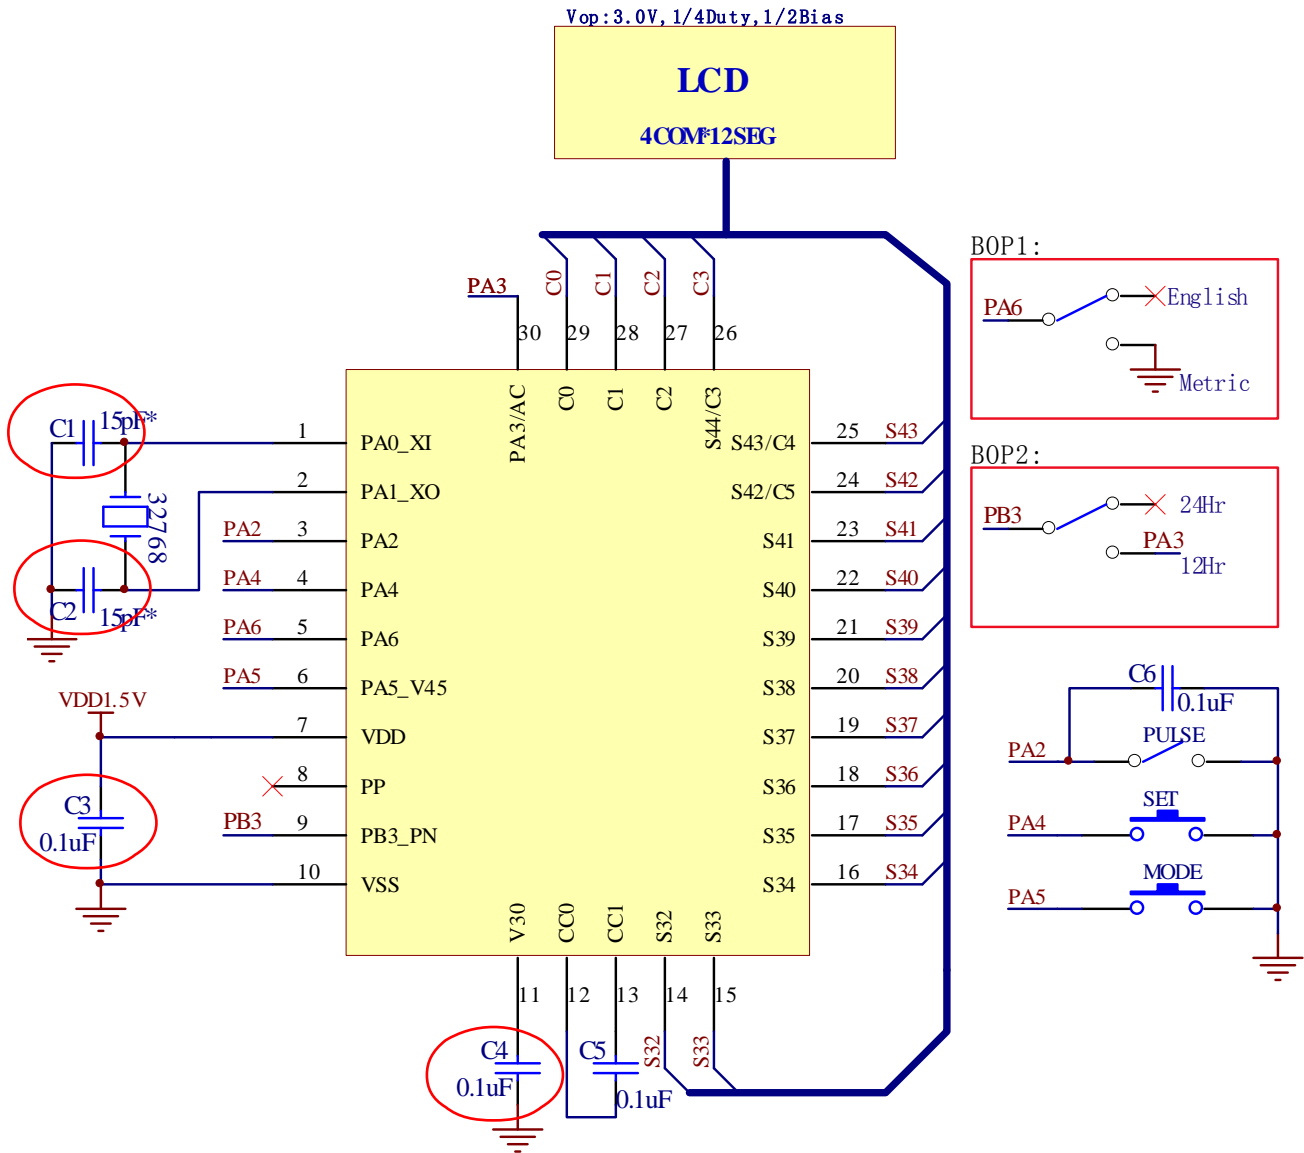 Vop:3.0V,1/4Duty,1/2Bias
LCD
4COM*12SEG
PA3
C0
C1
C2
C3
30
29
28
27
26
PA3/AC
C0
C1
C2
S44/C3
C1
15pF*
32768
C2
15pF*
1
PA0_XI
2
PA1_XO
PA2
3
PA2
PA4
4
PA4
PA6
5
PA6
PA5
6
PA5_V45
VDD1.5V
7
VDD
8
PP
C3
0.1uF
PB3
9
PB3_PN
10
VSS
S43/C4
25
S43
S42/C5
24
S42
S41
23
S41
S40
22
S40
S39
21
S39
S38
20
S38
S37
19
S37
S36
18
S36
S35
17
S35
S34
16
S34
V30
CC0
CC1
S32
S33
11
12
13
14
15
C4
0.1uF
C5
0.1uF
S32
S33
BOP1:
PA6
English
Metric
BOP2:
PB3
24Hr
PA3
12Hr
C6
0.1uF
PULSE
PA2
SET
PA4
MODE
PA5